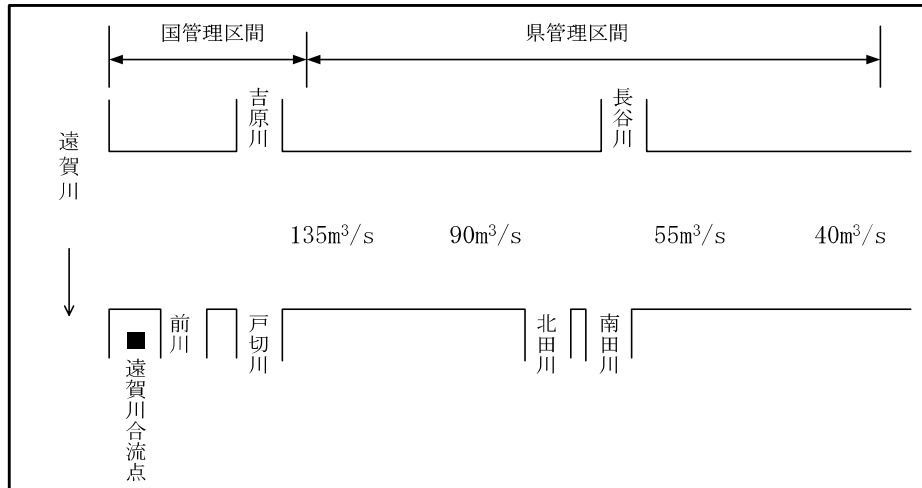 国管理区間
県管理区間
吉原川
長谷川
遠賀川
135m³/s
90m³/s
55m³/s
40m³/s
前川
戸切川
北田川
南田川
遠賀川合流点